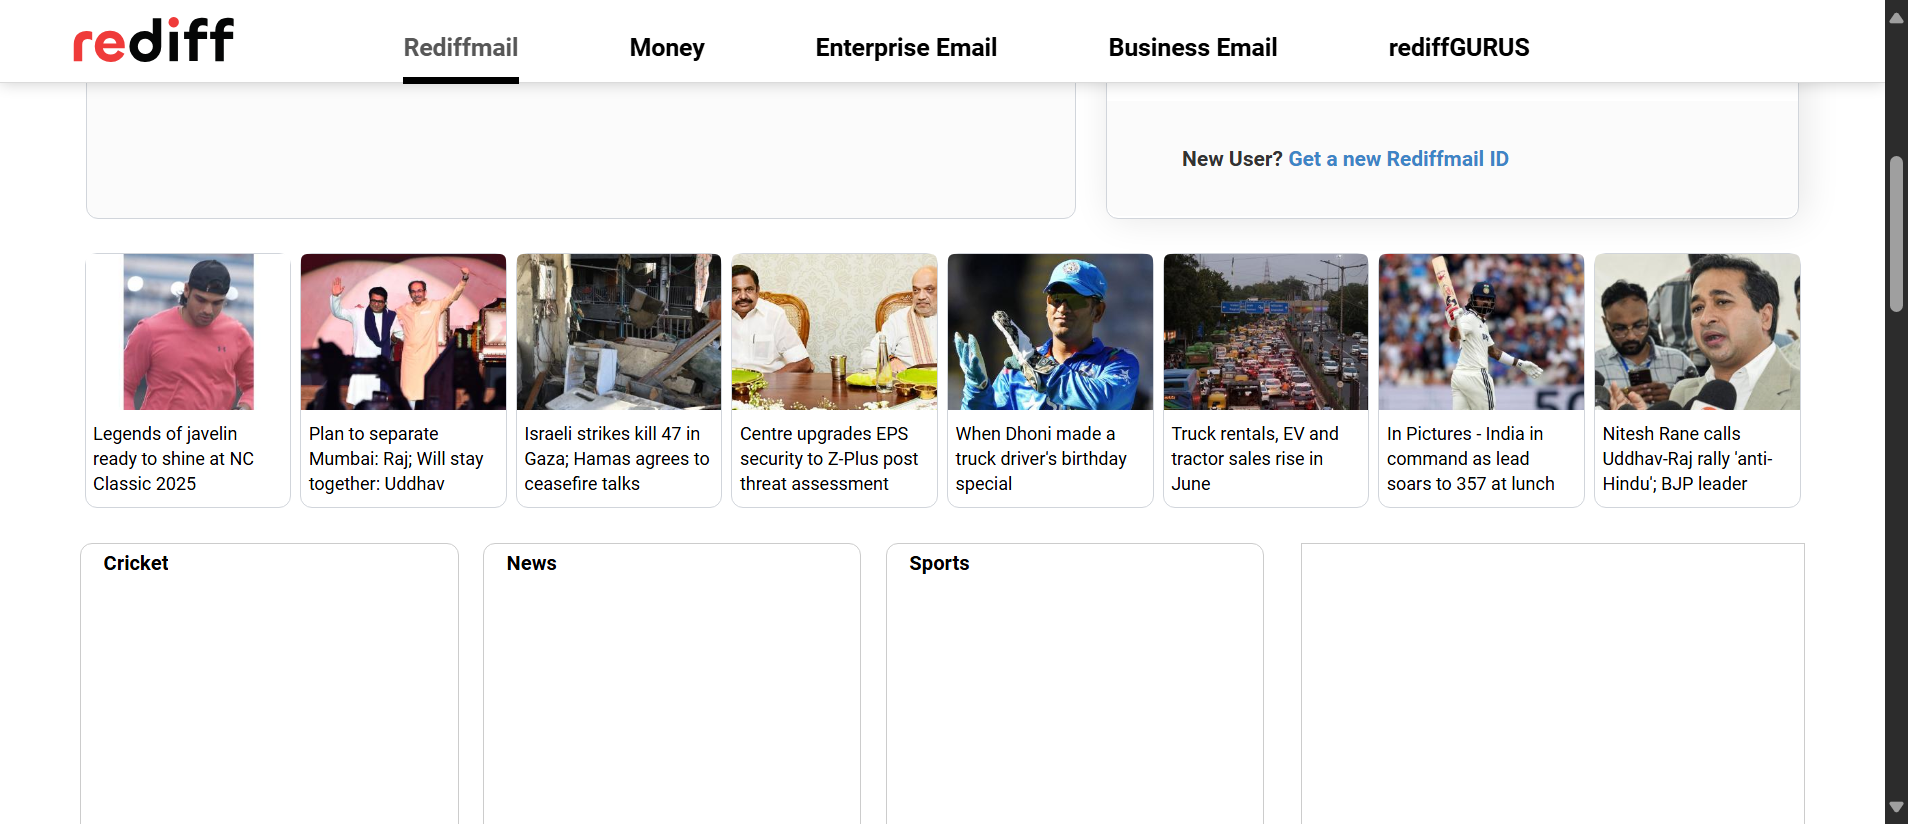 rediff
Rediffmail
Money
Enterprise Email
Business Email
rediffGURUS
New User? Get a new Rediffmail ID
Legends of javelin
ready to shine at NC
Classic 2025
Plan to separate
Mumbai: Raj; Will stay
together: Uddhav
Israeli strikes kill 47 in
Gaza; Hamas agrees to
ceasefire talks
Centre upgrades EPS
security to Z-Plus post
threat assessment
When Dhoni made a
truck driver's birthday
special
Truck rentals, EV and
tractor sales rise in
June
In Pictures - India in
command as lead
soars to 357 at lunch
Nitesh Rane calls
Uddhav-Raj rally 'anti-
Hindu'; BJP leader
Cricket
News
Sports